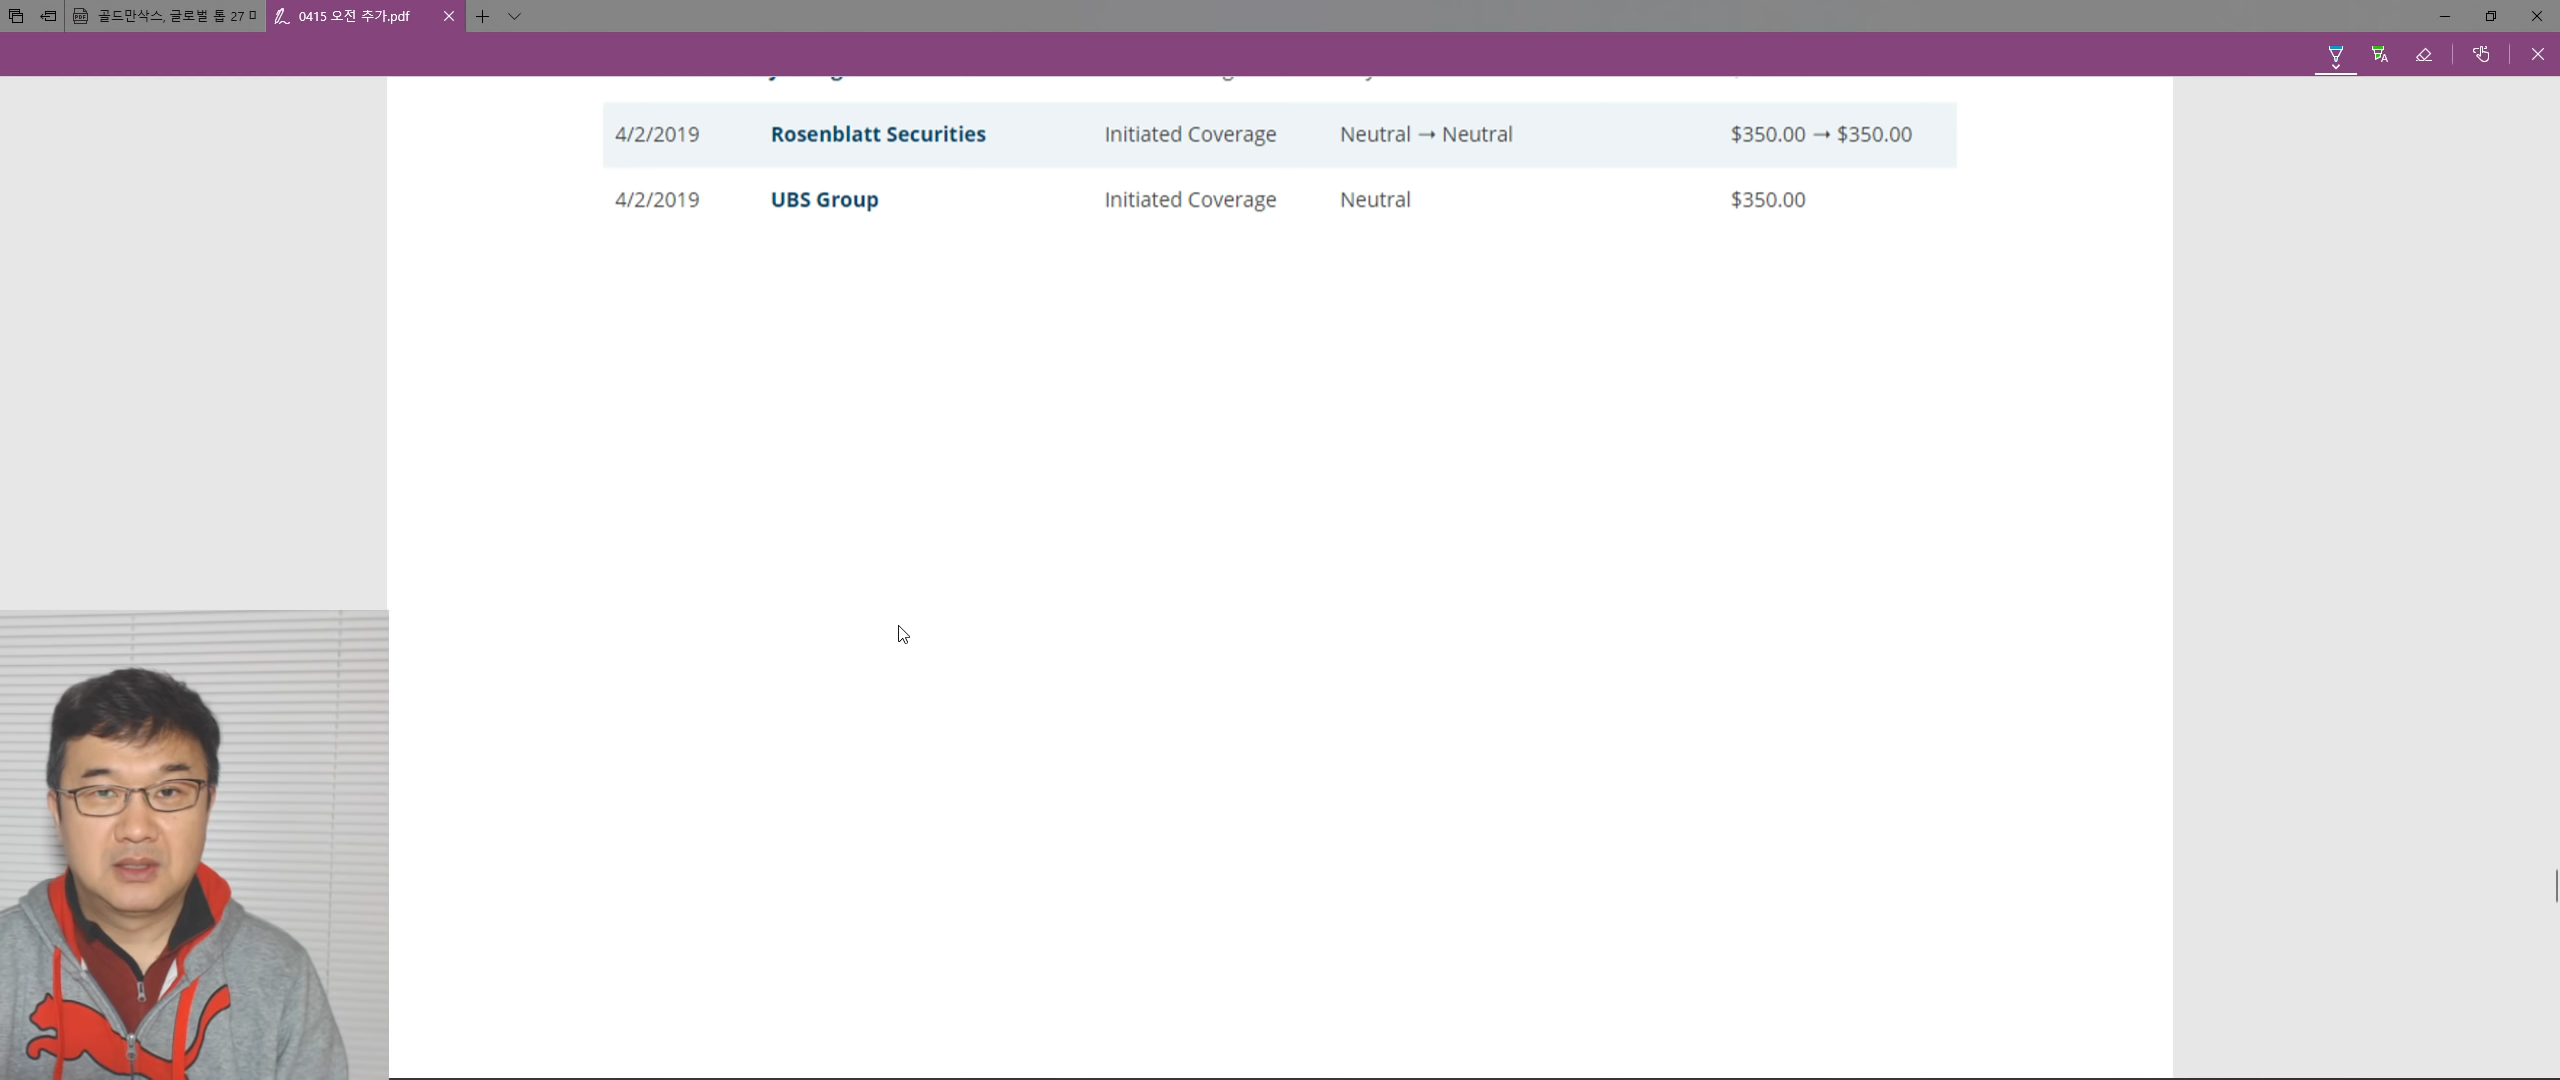 골드만삭스, 글로벌 톱 27
0415 오전 추가.pdf
4/2/2019 Rosenblatt Securities Initiated Coverage Neutral → Neutral $350.00 → $350.00
4/2/2019 UBS Group Initiated Coverage Neutral $350.00